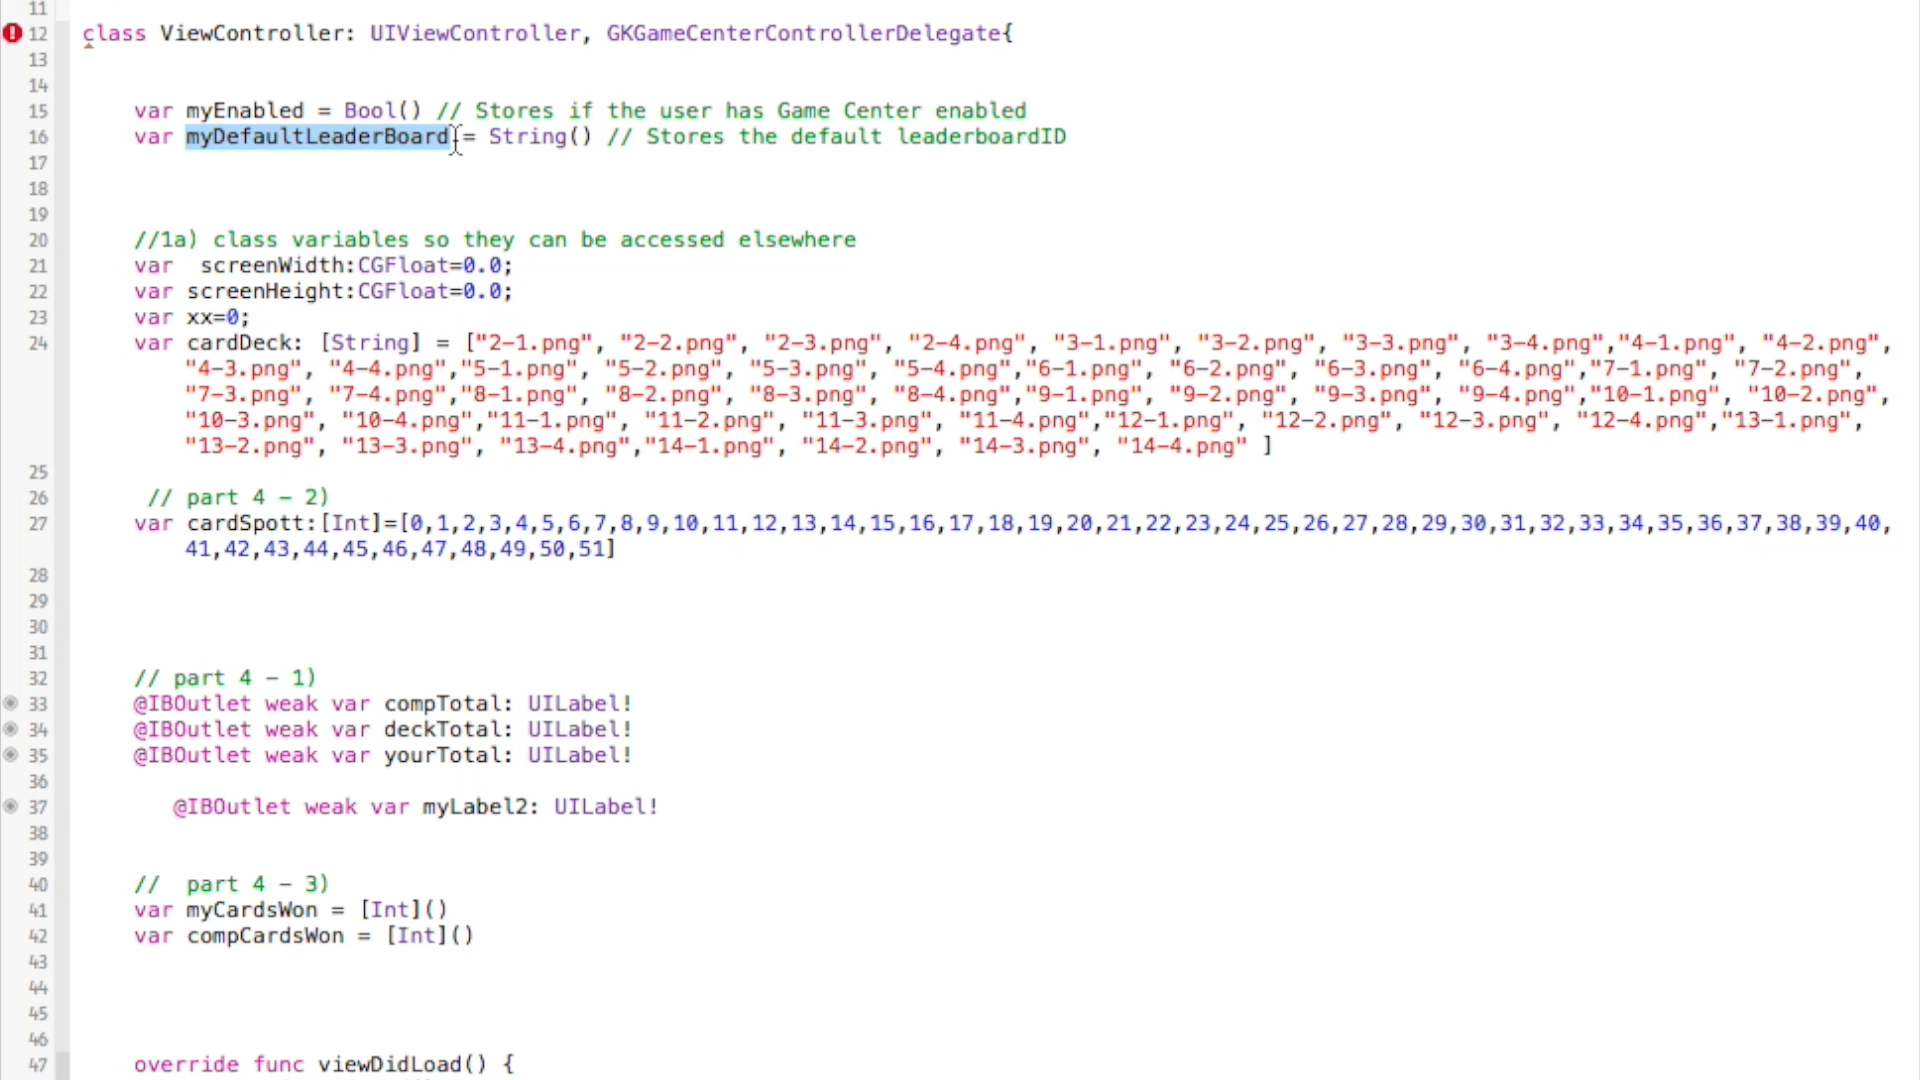 11
12 class ViewController: UIViewController, GKGameCenterControllerDelegate{
13
14
15 var myEnabled = Bool() // Stores if the user has Game Center enabled
16 var myDefaultLeaderBoard = String() // Stores the default leaderboardID
17
18
19
20 //1a) class variables so they can be accessed elsewhere
21 var  screenWidth:CGFloat=0.0;
22 var screenHeight:CGFloat=0.0;
23 var xx=0;
24 var cardDeck: [String] = ["2-1.png", "2-2.png", "2-3.png", "2-4.png", "3-1.png", "3-2.png", "3-3.png", "3-4.png","4-1.png", "4-2.png",
"4-3.png", "4-4.png","5-1.png", "5-2.png", "5-3.png", "5-4.png","6-1.png", "6-2.png", "6-3.png", "6-4.png","7-1.png", "7-2.png",
"7-3.png", "7-4.png","8-1.png", "8-2.png", "8-3.png", "8-4.png","9-1.png", "9-2.png", "9-3.png", "9-4.png","10-1.png", "10-2.png",
"10-3.png", "10-4.png","11-1.png", "11-2.png", "11-3.png", "11-4.png","12-1.png", "12-2.png", "12-3.png", "12-4.png","13-1.png",
"13-2.png", "13-3.png", "13-4.png","14-1.png", "14-2.png", "14-3.png", "14-4.png" ]
25
26 // part 4 - 2)
27 var cardSpott:[Int]=[0,1,2,3,4,5,6,7,8,9,10,11,12,13,14,15,16,17,18,19,20,21,22,23,24,25,26,27,28,29,30,31,32,33,34,35,36,37,38,39,40,
41,42,43,44,45,46,47,48,49,50,51]
28
29
30
31
32 // part 4 - 1)
33 @IBOutlet weak var compTotal: UILabel!
34 @IBOutlet weak var deckTotal: UILabel!
35 @IBOutlet weak var yourTotal: UILabel!
36
37 @IBOutlet weak var myLabel2: UILabel!
38
39
40 //  part 4 - 3)
41 var myCardsWon = [Int]()
42 var compCardsWon = [Int]()
43
44
45
46
47 override func viewDidLoad() {